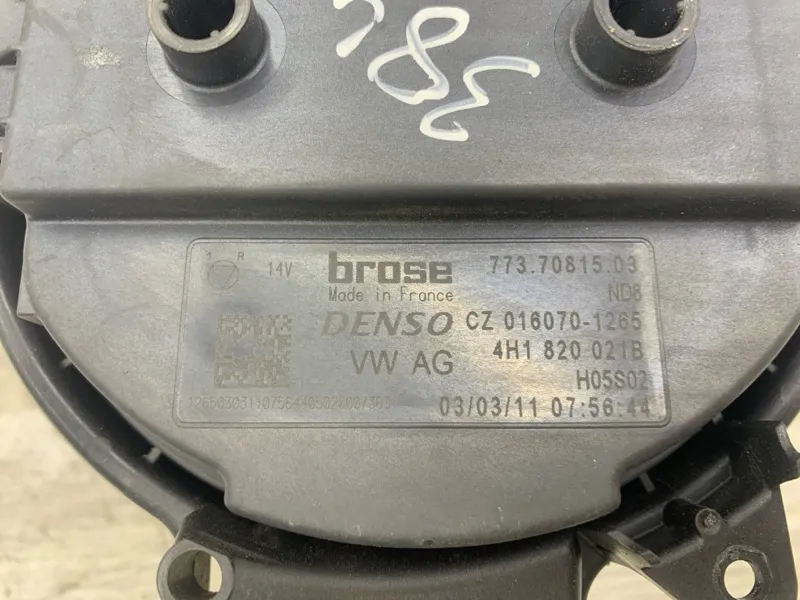 38
R 14V brose 773.70815.03
Made in France ND8
DENSO CZ 016070-1265
VW AG 4H1 820 021B
H05S02
03/03/11 07:56:44